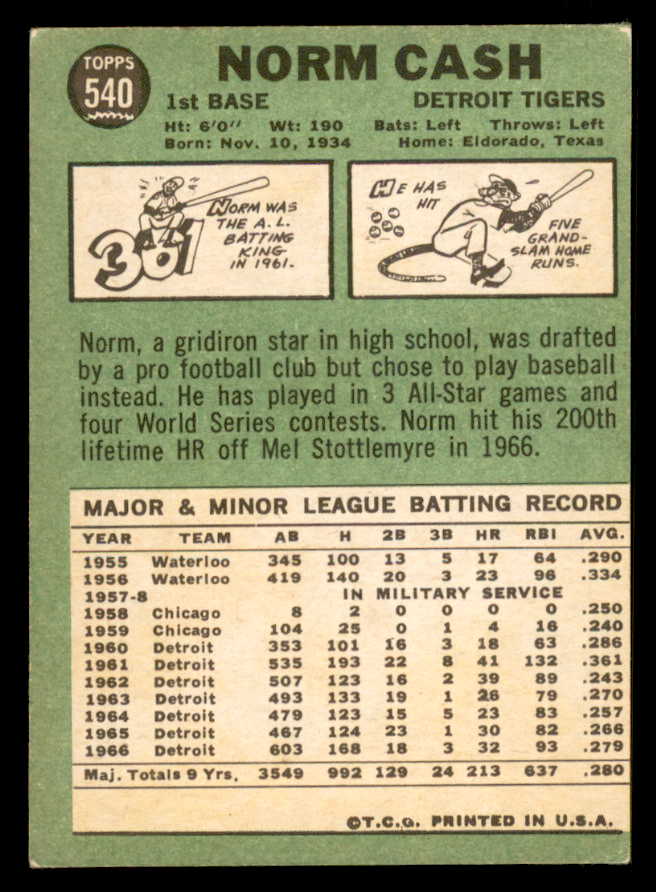 TOPPS
540
NORM CASH
1st BASE DETROIT TIGERS
Ht: 6'0" Wt: 190 Bats: Left Throws: Left
Born: Nov. 10, 1934 Home: Eldorado, Texas
361
NORM WAS
THE A.L.
BATTING
KING
IN 1961.
HE HAS
HIT
FIVE
GRAND-
SLAM HOME
RUNS.
Norm, a gridiron star in high school, was drafted
by a pro football club but chose to play baseball
instead. He has played in 3 All-Star games and
four World Series contests. Norm hit his 200th
lifetime HR off Mel Stottlemyre in 1966.
MAJOR & MINOR LEAGUE BATTING RECORD
YEAR TEAM AB H 2B 3B HR RBI AVG.
1955 Waterloo 345 100 13 5 17 64 .290
1956 Waterloo 419 140 20 3 23 96 .334
1957-8 IN MILITARY SERVICE
1958 Chicago 8 2 0 0 0 0 .250
1959 Chicago 104 25 0 1 4 16 .240
1960 Detroit 353 101 16 3 18 63 .286
1961 Detroit 535 193 22 8 41 132 .361
1962 Detroit 507 123 16 2 39 89 .243
1963 Detroit 493 133 19 1 26 79 .270
1964 Detroit 479 123 15 5 23 83 .257
1965 Detroit 467 124 23 1 30 82 .266
1966 Detroit 603 168 18 3 32 93 .279
Maj. Totals 9 Yrs. 3549 992 129 24 213 637 .280
©T.C.G. PRINTED IN U.S.A.